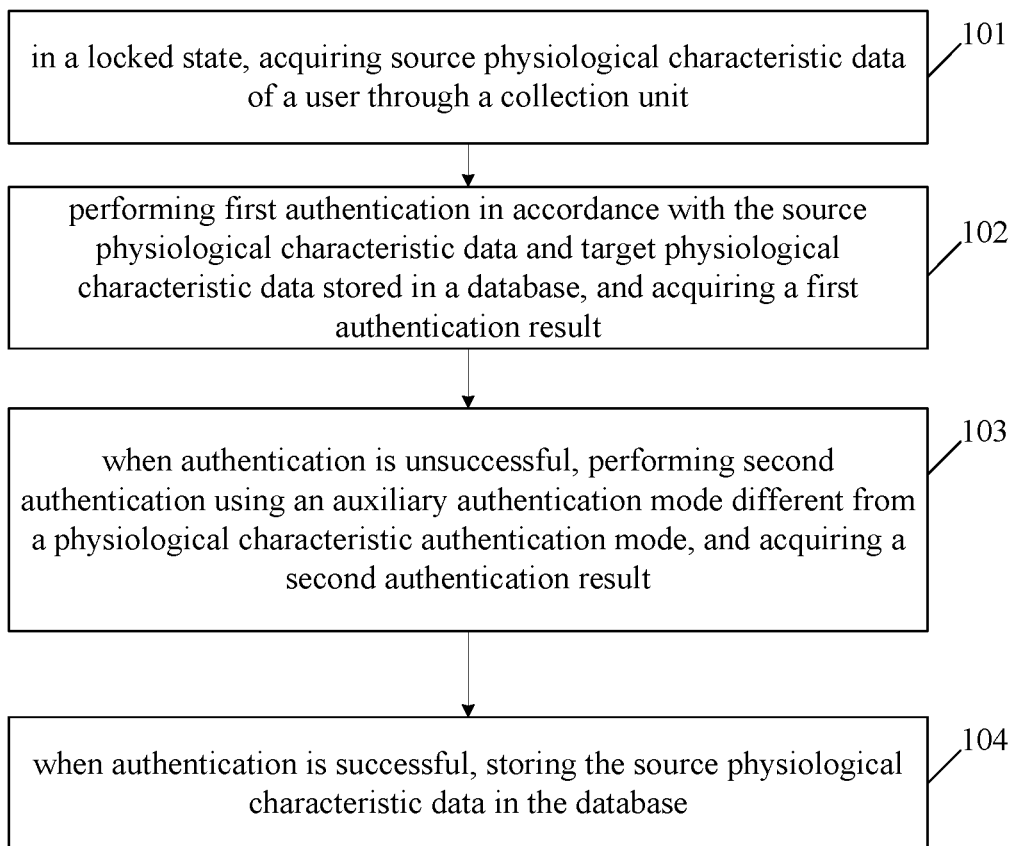 in a locked state, acquiring source physiological characteristic data
of a user through a collection unit
101
performing first authentication in accordance with the source
physiological characteristic data and target physiological
characteristic data stored in a database, and acquiring a first
authentication result
102
when authentication is unsuccessful, performing second
authentication using an auxiliary authentication mode different from
a physiological characteristic authentication mode, and acquiring a
second authentication result
103
when authentication is successful, storing the source physiological
characteristic data in the database
104